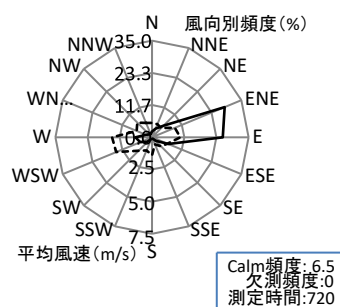 N 風向別頻度(%)
35.0
NNW NNE
NW 23.3 NE
WN... 11.7 ENE
W 0.0 E
WSW 2.5 ESE
SW 5.0 SE
平均風速(m/s) SSW 7.5 SSE
S
Calm頻度: 6.5
欠測頻度:0
測定時間:720